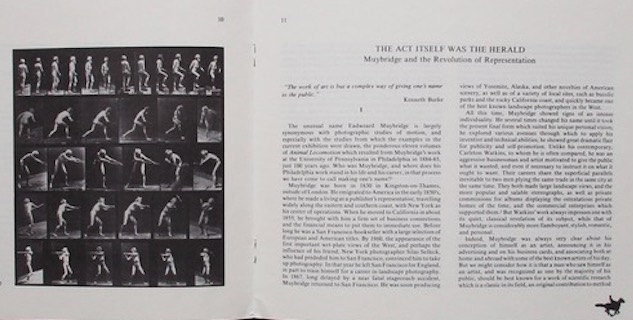 10
11
THE ACT ITSELF WAS THE HERALD
Muybridge and the Revolution of Representation
"The work of art is but a complex way of giving one's name
to the public."
Kenneth Burke
I
The unusual name Eadweard Muybridge is largely
synonymous with photographic studies of motion, and
especially with the studies from which the examples in the
current exhibition were drawn, the ponderous eleven volumes
of Animal Locomotion which resulted from Muybridge's work
at the University of Pennsylvania in Philadelphia in 1884-85,
just 100 years ago. Who was Muybridge, and where does his
Philadelphia work stand in his life and his career, in that process
we have come to call making one's name?
Muybridge was born in 1830 in Kingston-on-Thames,
outside of London. He emigrated to America in the early 1850's,
where he made a living as a publisher's representative, travelling
widely along the eastern and southern coast, with New York as
his center of operations. When he moved to California in about
1855, he brought with him a firm set of business connections
and the financial means to put them to immediate use. Before
long he was a San Francisco bookseller with a large selection of
European and American titles. By 1860, the appearance of the
first important wet plate views of the West, and perhaps the
influence of his friend, New York photographer Silas Selleck,
who had preceded him to San Francisco, convinced him to take
up photography. In that year he left San Francisco for England,
in part to train himself for a career in landscape photography.
In 1867, long delayed by a near fatal stagecoach accident,
Muybridge returned to San Francisco. He was soon producing
views of Yosemite, Alaska, and other novelties of American
scenery, as well as of a variety of local sites, such as bucolic
parks and the rocky California coast, and quickly became one
of the best known landscape photographers in the West.
All this time, Muybridge showed signs of an intense
individuality. He several times changed his name until it took
the present final form which suited his unique personal vision;
he explored various avenues through which to apply his
inventive and technical abilities; he showed great dramatic flair
for publicity and self-promotion. Unlike his contemporary,
Carleton Watkins, to whom he is often compared, he was an
aggressive businessman and artist motivated to give the public
what it wanted, and even if necessary to instruct it on what it
ought to want. Their careers share the superficial parallels
inevitable to two men plying the same trade in the same city at
the same time. They both made large landscape views, and the
more popular and salable stereographs, as well as private
commissions for albums displaying the ostentatious private
homes of the time, and the commercial enterprises which
supported them. But Watkins' work always impresses one with
its quiet, classical revelation of its subject, while that of
Muybridge is considerably more flamboyant, stylish, romantic,
and personal.
Indeed, Muybridge was always very clear about his
conception of himself as an artist, announcing it in his
advertising and on his business cards, and associating both at
home and abroad with some of the best known artists of his day.
But we might consider how it is that a man who saw himself as
an artist, and was recognized as one by the majority of his
public, should be best known for a work of scientific research
which is a classic in its field, an original contribution to method